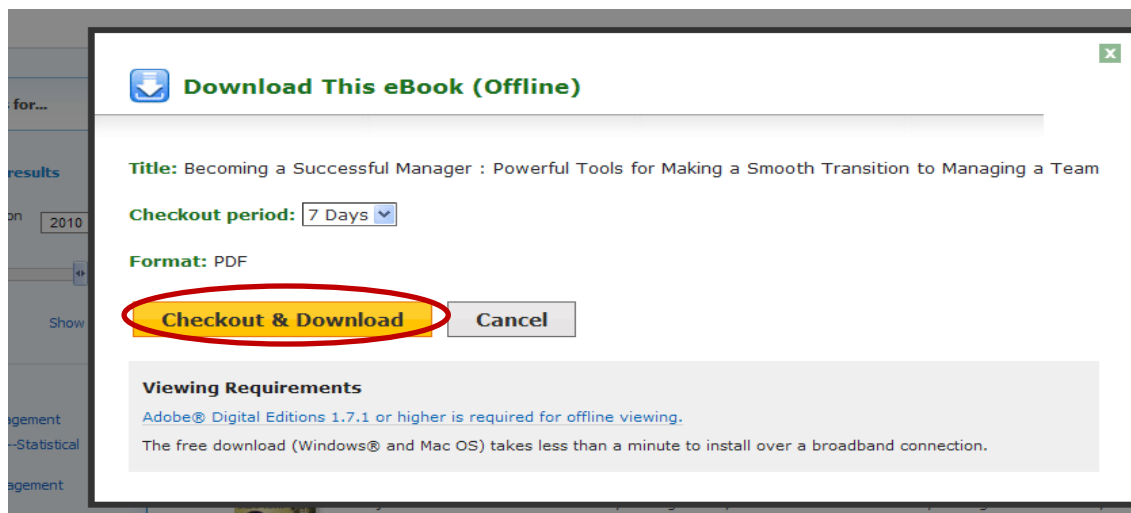 Download This eBook (Offline)
for...
Title: Becoming a Successful Manager : Powerful Tools for Making a Smooth Transition to Managing a Team
results
Checkout period: 7 Days
on 2010
Format: PDF
Show
Checkout & Download Cancel
Viewing Requirements
Adobe® Digital Editions 1.7.1 or higher is required for offline viewing.
agement
--Statistical
The free download (Windows® and Mac OS) takes less than a minute to install over a broadband connection.
agement